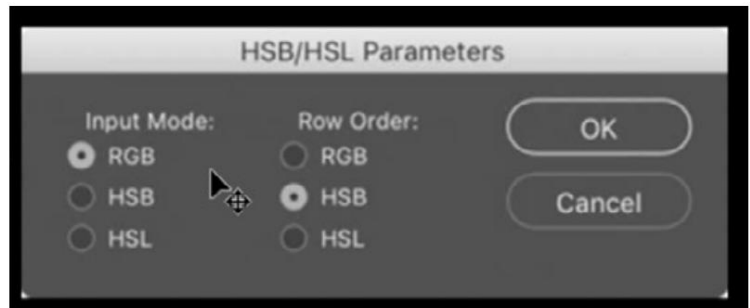 HSB/HSL Parameters
Input Mode: Row Order:
RGB RGB OK
HSB HSB Cancel
HSL HSL